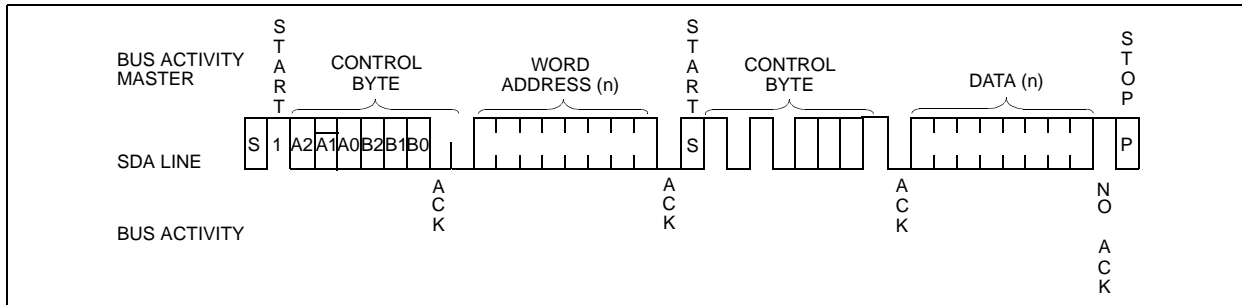 BUS ACTIVITY
MASTER
SDA LINE
BUS ACTIVITY
START
CONTROL
BYTE
WORD
ADDRESS (n)
START
CONTROL
BYTE
DATA (n)
STOP
S 1 A2 A1 A0 B2 B1 B0
S
P
ACK
ACK
ACK
NO ACK